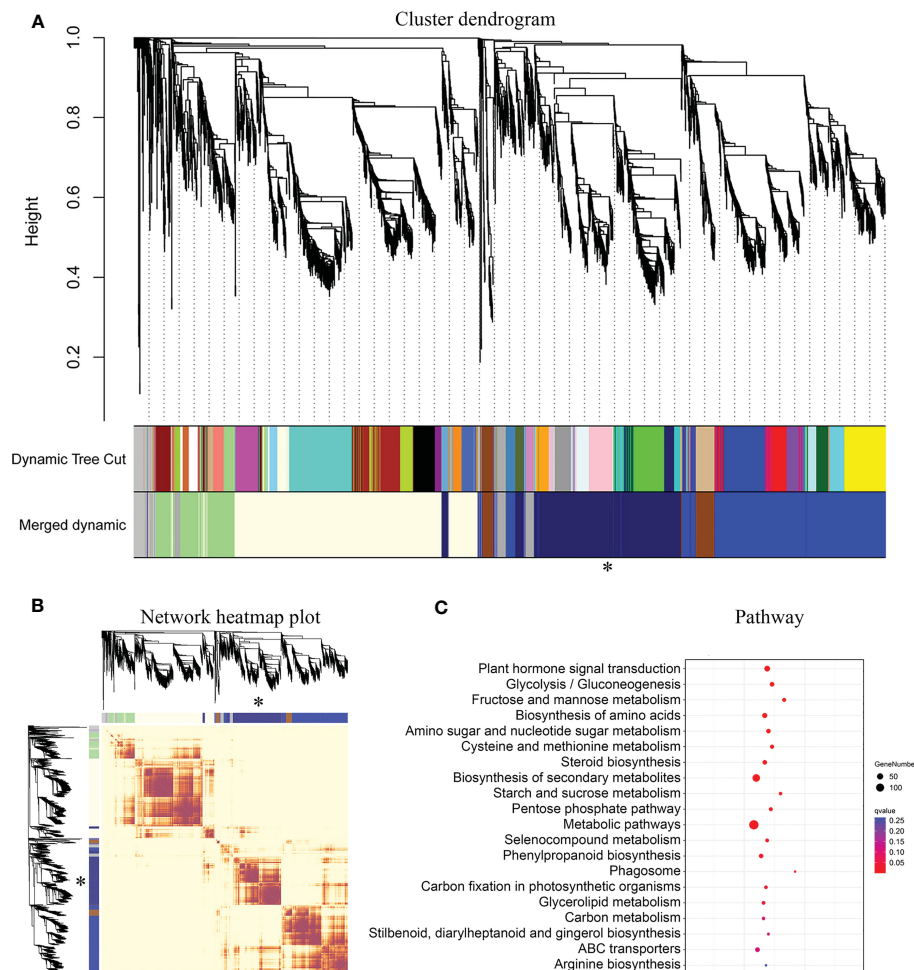 A
Cluster dendrogram
1.0
0.8
0.6
0.4
0.2
Height
Dynamic Tree Cut
Merged dynamic
*
B
Network heatmap plot
*
*
C
Pathway
Plant hormone signal transduction
Glycolysis / Gluconeogenesis
Fructose and mannose metabolism
Biosynthesis of amino acids
Amino sugar and nucleotide sugar metabolism
Cysteine and methionine metabolism
Steroid biosynthesis
Biosynthesis of secondary metabolites
Starch and sucrose metabolism
Pentose phosphate pathway
Metabolic pathways
Selenocompound metabolism
Phenylpropanoid biosynthesis
Phagosome
Carbon fixation in photosynthetic organisms
Glycerolipid metabolism
Carbon metabolism
Stilbenoid, diarylheptanoid and gingerol biosynthesis
ABC transporters
Arginine biosynthesis
GeneNumber
50
100
qvalue
0.25
0.20
0.15
0.10
0.05